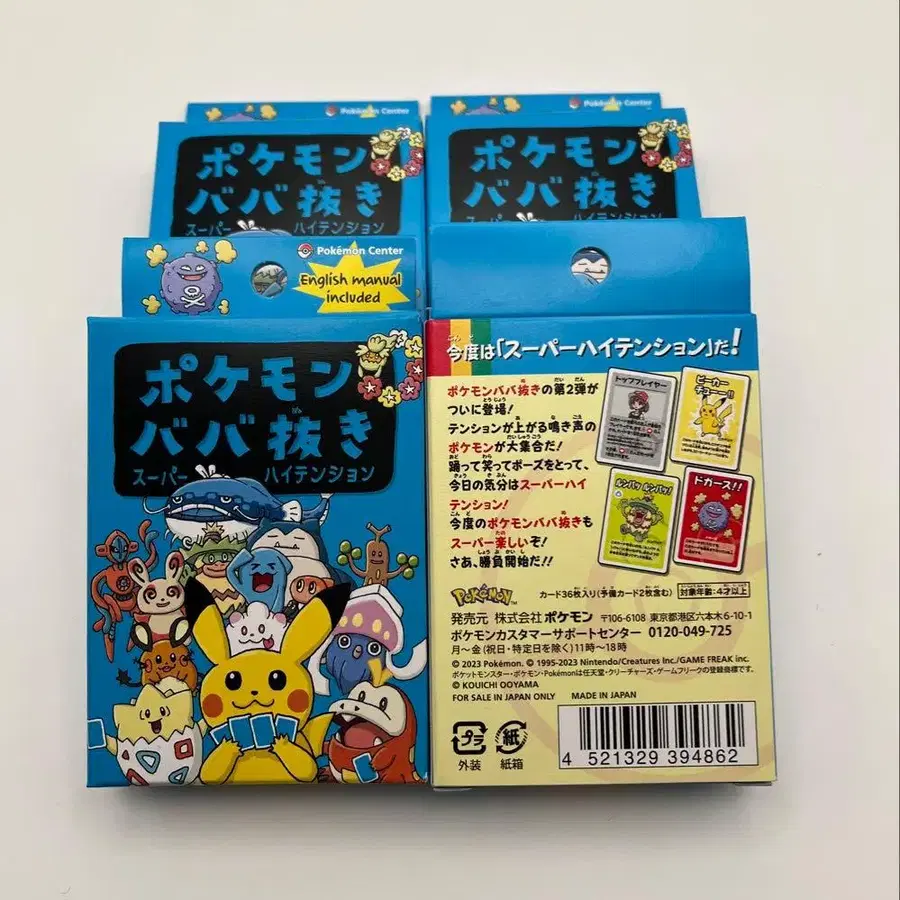 Pokémon Center
Pokémon Center
ポケモン
ババ抜き
スーパー ハイテンション
ポケモン
ババ抜き
スーパー ハイテンション
Pokémon Center
English manual
included
ポケモン
ババ抜き
スーパー ハイテンション
今度は「スーパーハイテンション」だ!
ポケモンババ抜きの第2弾が
ついに登場!
テンションが上がる鳴き声の
ポケモンが大集合だ!
踊って笑ってポーズをとって、
今日の気分はスーパーハイ
テンション!
今度のポケモンババ抜きも
スーパー楽しいぞ!
さあ、勝負開始だ!!
トッププレイヤー
ピーカー
チューー!!
ルンパッ ルンパッ!
ドガース!!
POKÉMON™
カード36枚入り(予備カード2枚含む) 対象年齢:4才以上
発売元 株式会社 ポケモン 〒106-6108 東京都港区六本木6-10-1
ポケモンカスタマーサポートセンター 0120-049-725
月〜金(祝日・特定日を除く)11時〜18時
© 2023 Pokémon. © 1995-2023 Nintendo/Creatures Inc./GAME FREAK inc.
ポケットモンスター・ポケモン・Pokémonは任天堂・クリーチャーズ・ゲームフリークの登録商標です。
© KOUICHI OOYAMA
FOR SALE IN JAPAN ONLY MADE IN JAPAN
プラ 紙
外装 紙箱
4 521329 394862